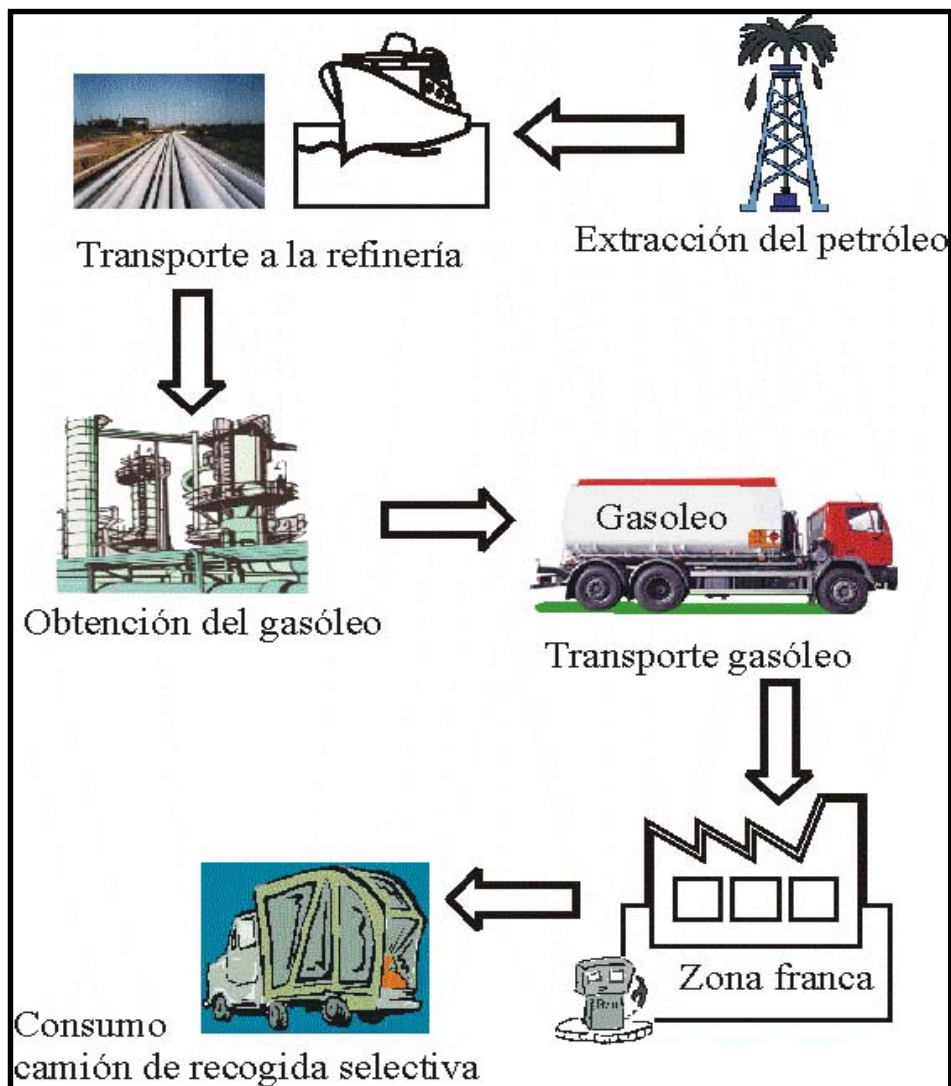 Extracción del petróleo
Transporte a la refinería
Obtención del gasóleo
Gasoleo
Transporte gasóleo
Zona franca
Consumo
camión de recogida selectiva